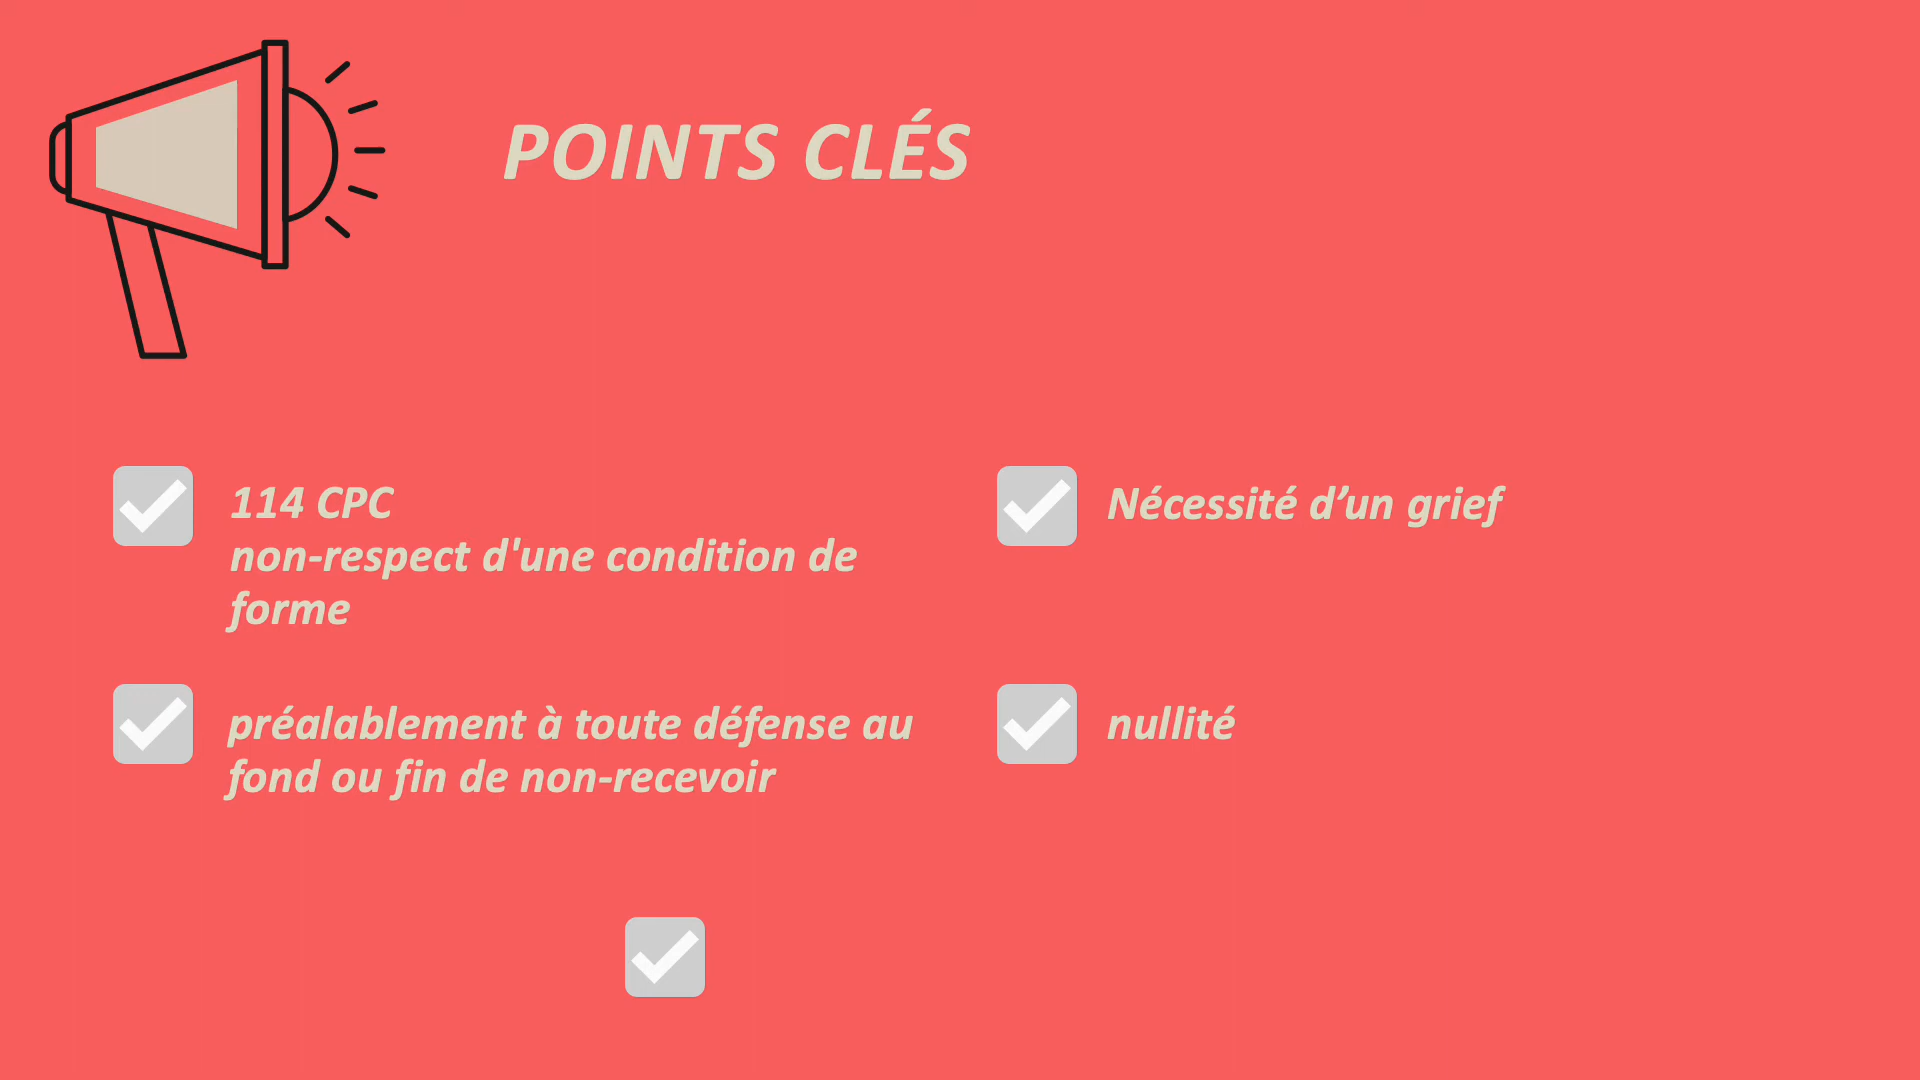 POINTS CLÉS
114 CPC
non-respect d'une condition de
forme
Nécessité d’un grief
préalablement à toute défense au
fond ou fin de non-recevoir
nullité